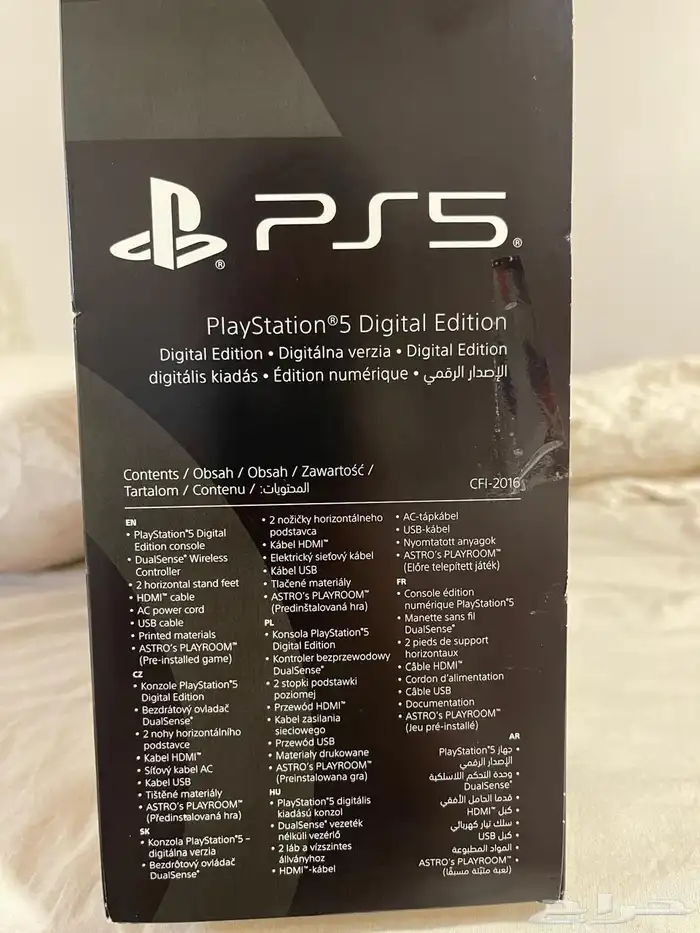 PS5®
PlayStation®5 Digital Edition
Digital Edition • Digitálna verzia • Digital Edition
digitális kiadás • Édition numérique • الإصدار الرقمي
Contents / Obsah / Obsah / Zawartość /
Tartalom / Contenu / المحتويات:
CFI-2016
EN
• PlayStation®5 Digital
Edition console
• DualSense® Wireless
Controller
• 2 horizontal stand feet
• HDMI™ cable
• AC power cord
• USB cable
• Printed materials
• ASTRO's PLAYROOM™
(Pre-installed game)
CZ
• Konzole PlayStation®5
Digital Edition
• Bezdrátový ovladač
DualSense®
• 2 nohy horizontálního
podstavce
• Kabel HDMI™
• Síťový kabel AC
• Kabel USB
• Tištěné materiály
• ASTRO's PLAYROOM™
(Předinstalovaná hra)
SK
• Konzola PlayStation®5 –
digitálna verzia
• Bezdrôtový ovládač
DualSense®
• 2 nožičky horizontálneho
podstavca
• Kábel HDMI™
• Elektrický sieťový kábel
• Kábel USB
• Tlačené materiály
• ASTRO's PLAYROOM™
(Predinštalovaná hra)
PL
• Konsola PlayStation®5
Digital Edition
• Kontroler bezprzewodowy
DualSense®
• 2 stopki podstawki
poziomej
• Przewód HDMI™
• Kabel zasilania
sieciowego
• Przewód USB
• Materiały drukowane
• ASTRO's PLAYROOM™
(Preinstalowana gra)
HU
• PlayStation®5 digitális
kiadású konzol
• DualSense® vezeték
nélküli vezérlő
• 2 láb a vízszintes
állványhoz
• HDMI™-kábel
• AC-tápkábel
• USB-kábel
• Nyomtatott anyagok
• ASTRO's PLAYROOM™
(Előre telepített játék)
FR
• Console édition
numérique PlayStation®5
• Manette sans fil
DualSense®
• 2 pieds de support
horizontaux
• Câble HDMI™
• Cordon d'alimentation
• Câble USB
• Documentation
• ASTRO's PLAYROOM™
(Jeu pré-installé)
AR
• جهاز PlayStation®5
الإصدار الرقمي
• وحدة التحكم اللاسلكية
DualSense®
• قدما الحامل الأفقي
• كبل HDMI™
• سلك تيار كهربائي
• كبل USB
• المواد المطبوعة
• ASTRO's PLAYROOM™
(لعبة مثبّتة مسبقًا)
حراج